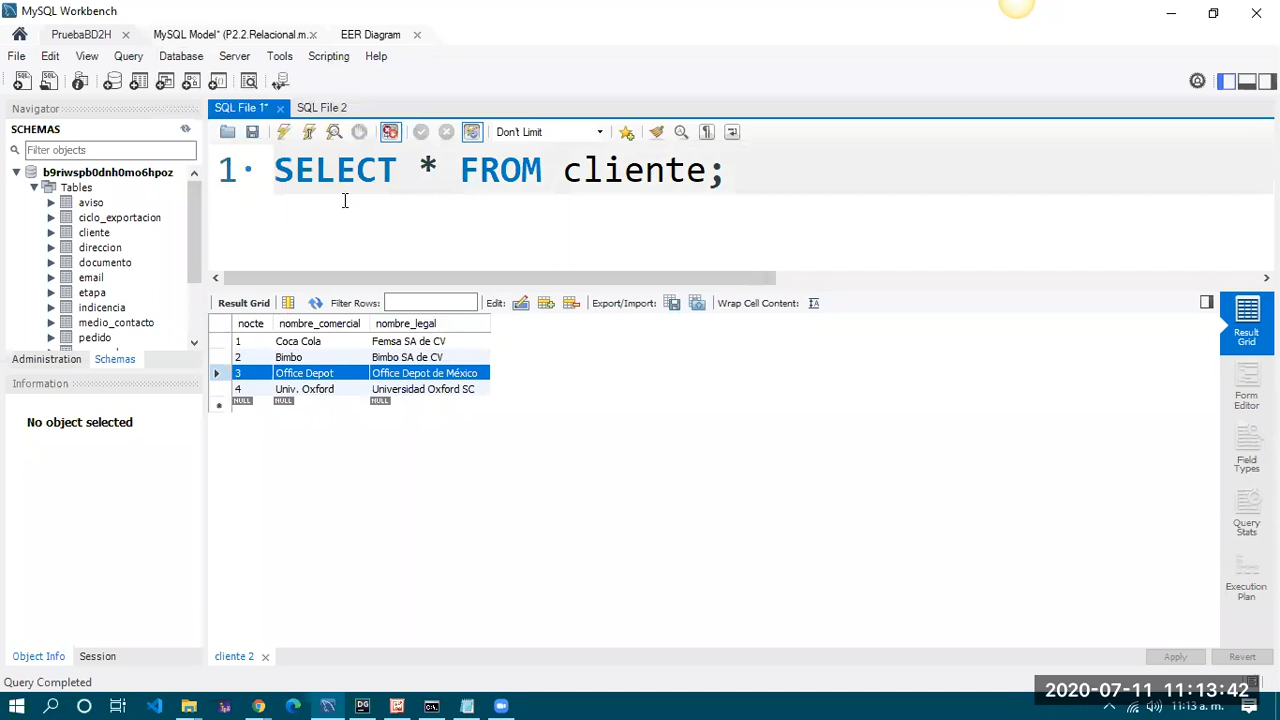 MySQL Workbench
PruebaBD2H
MySQL Model* (P2.2.Relacional.m...
EER Diagram
File Edit View Query Database Server Tools Scripting Help
Navigator
SCHEMAS
Filter objects
b9riwspb0dnh0mo6hpoz
Tables
aviso
ciclo_exportacion
cliente
direccion
documento
email
etapa
indicencia
medio_contacto
pedido
Administration Schemas
Information
No object selected
Object Info Session
Query Completed
SQL File 1* SQL File 2
Don't Limit
1 SELECT * FROM cliente;
Result Grid Filter Rows: Edit: Export/Import: Wrap Cell Content:
nocte nombre_comercial nombre_legal
1 Coca Cola Femsa SA de CV
2 Bimbo Bimbo SA de CV
3 Office Depot Office Depot de México
4 Univ. Oxford Universidad Oxford SC
NULL NULL NULL
Result Grid
Form Editor
Field Types
Query Stats
Execution Plan
cliente 2
Apply Revert
2020-07-11 11:13:42
11:13 a. m.